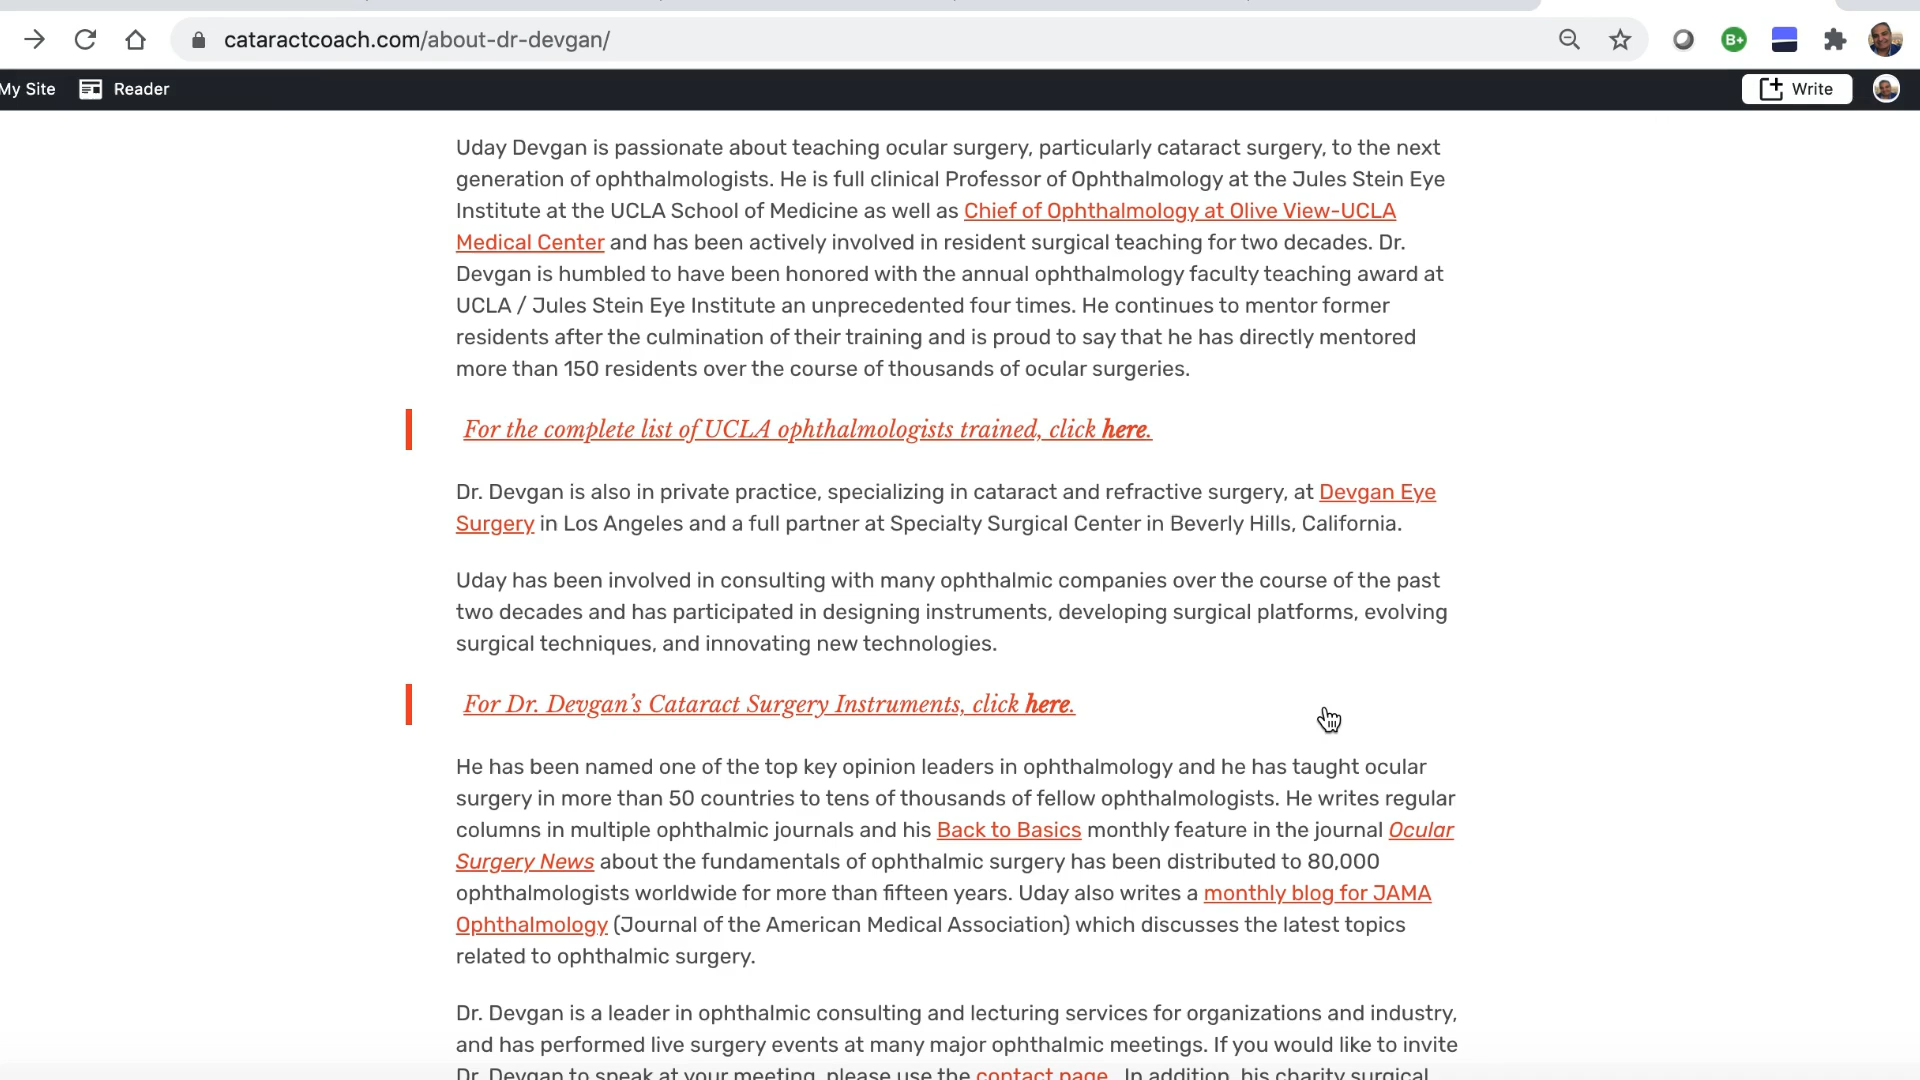 cataractcoach.com/about-dr-devgan/
B+
My Site
Reader
Write
Uday Devgan is passionate about teaching ocular surgery, particularly cataract surgery, to the next
generation of ophthalmologists. He is full clinical Professor of Ophthalmology at the Jules Stein Eye
Institute at the UCLA School of Medicine as well as Chief of Ophthalmology at Olive View-UCLA
Medical Center and has been actively involved in resident surgical teaching for two decades. Dr.
Devgan is humbled to have been honored with the annual ophthalmology faculty teaching award at
UCLA / Jules Stein Eye Institute an unprecedented four times. He continues to mentor former
residents after the culmination of their training and is proud to say that he has directly mentored
more than 150 residents over the course of thousands of ocular surgeries.
For the complete list of UCLA ophthalmologists trained, click here.
Dr. Devgan is also in private practice, specializing in cataract and refractive surgery, at Devgan Eye
Surgery in Los Angeles and a full partner at Specialty Surgical Center in Beverly Hills, California.
Uday has been involved in consulting with many ophthalmic companies over the course of the past
two decades and has participated in designing instruments, developing surgical platforms, evolving
surgical techniques, and innovating new technologies.
For Dr. Devgan’s Cataract Surgery Instruments, click here.
He has been named one of the top key opinion leaders in ophthalmology and he has taught ocular
surgery in more than 50 countries to tens of thousands of fellow ophthalmologists. He writes regular
columns in multiple ophthalmic journals and his Back to Basics monthly feature in the journal Ocular
Surgery News about the fundamentals of ophthalmic surgery has been distributed to 80,000
ophthalmologists worldwide for more than fifteen years. Uday also writes a monthly blog for JAMA
Ophthalmology (Journal of the American Medical Association) which discusses the latest topics
related to ophthalmic surgery.
Dr. Devgan is a leader in ophthalmic consulting and lecturing services for organizations and industry,
and has performed live surgery events at many major ophthalmic meetings. If you would like to invite
Dr. Devgan to speak at your meeting, please use the contact page. In addition, his charity surgical